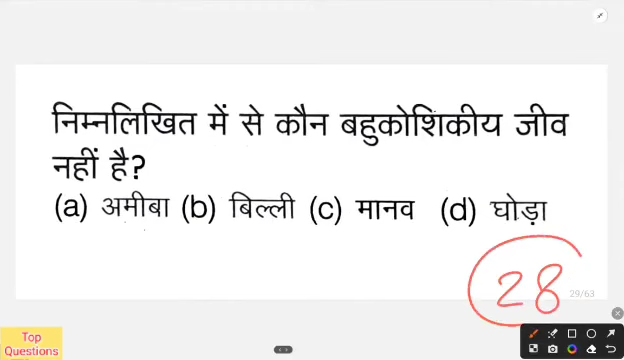 निम्नलिखित में से कौन बहुकोशिकीय जीव
नहीं है?
(a) अमीबा (b) बिल्ली (c) मानव (d) घोड़ा
28
29/63
Top
Questions